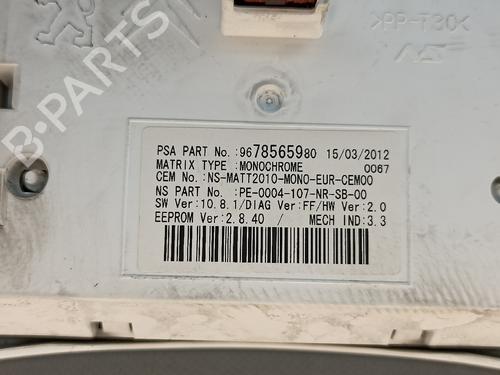 >PP-T30<
PSA PART No.:9678565980 15/03/2012
MATRIX TYPE :MONOCHROME 0067
CEM No.:NS-MATT2010-MONO-EUR-CEM00
NS PART No. :PE-0004-107-NR-SB-00
SW Ver:10.8.1/DIAG Ver:FF/HW Ver:2.0
EEPROM Ver:2.8.40 / MECH IND:3.3
B-PARTS